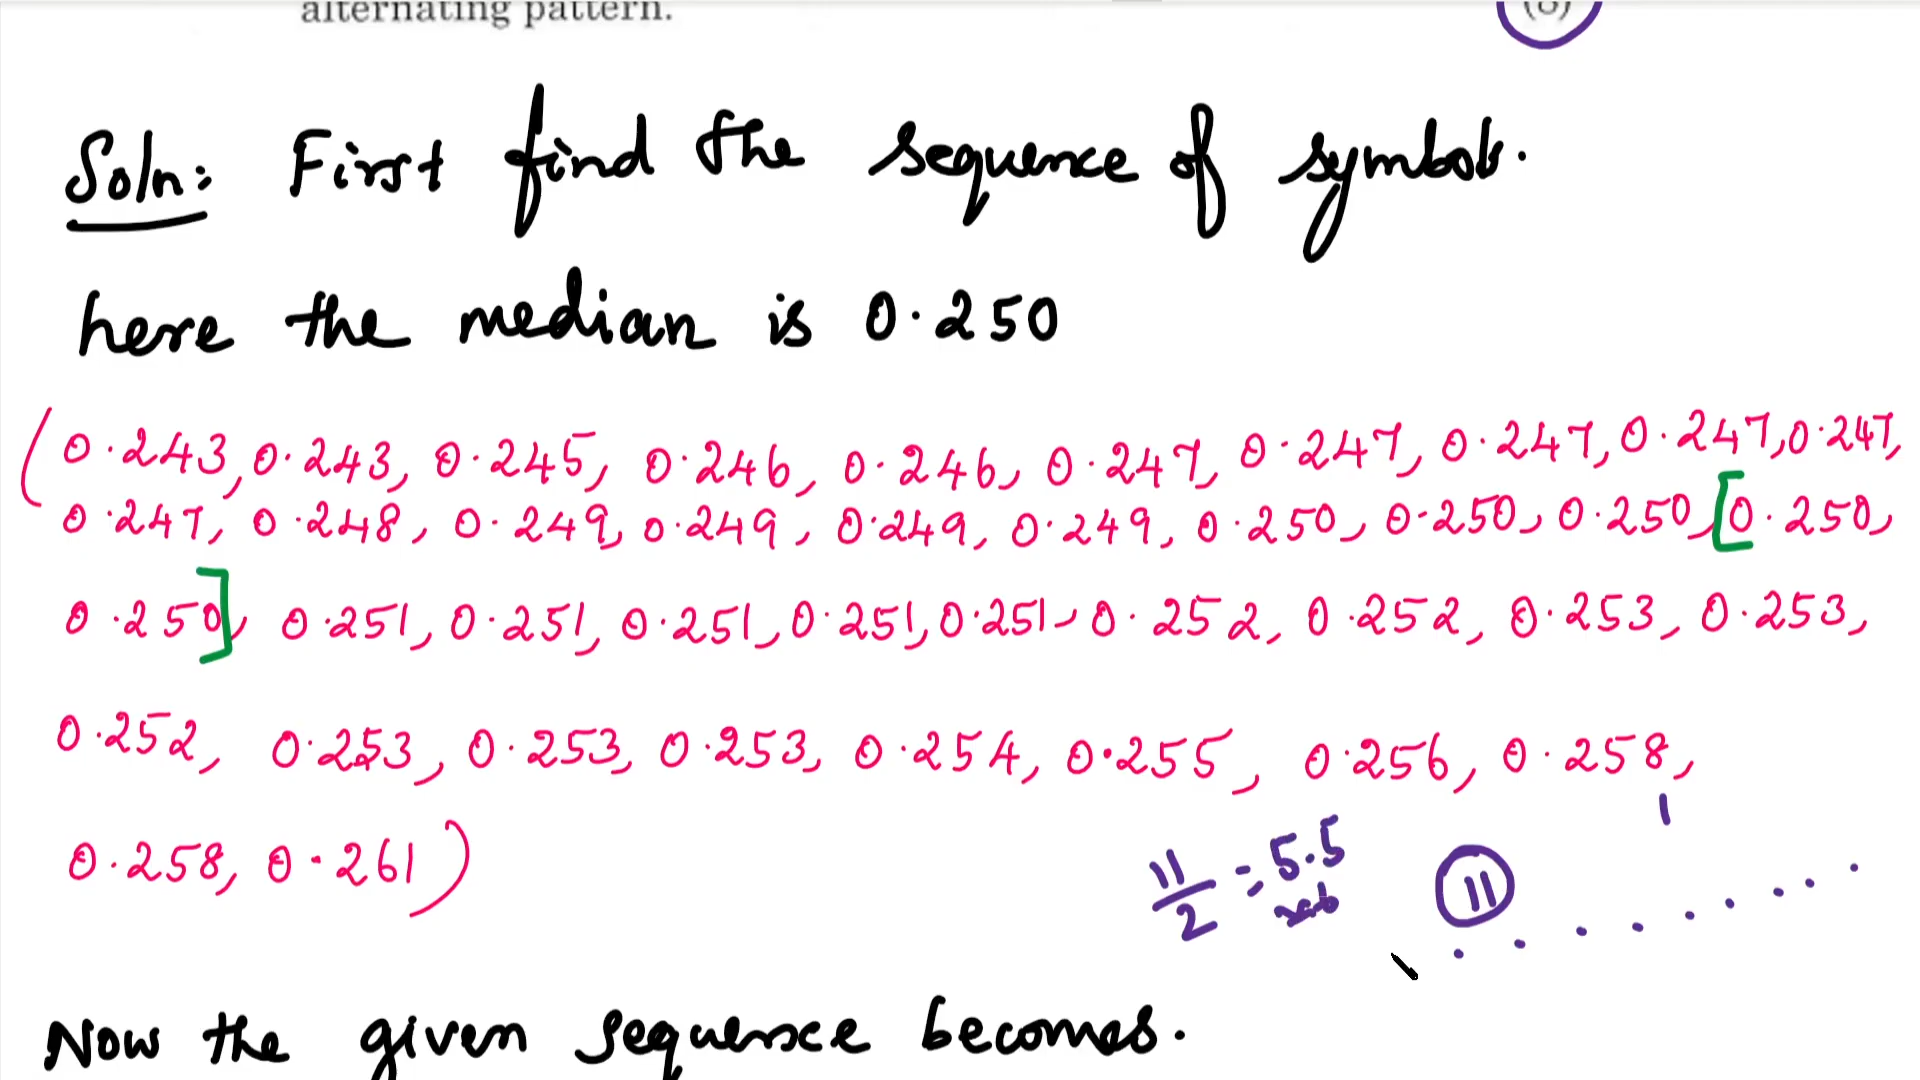 alternating pattern.
(8)
Soln: First find the sequence of symbols.
here the median is 0.250
(0.243, 0.243, 0.245, 0.246, 0.246, 0.247, 0.247, 0.247, 0.247, 0.247,
0.247, 0.248, 0.249, 0.249, 0.249, 0.249, 0.250, 0.250, 0.250, [0.250,
0.250], 0.251, 0.251, 0.251, 0.251, 0.251, 0.252, 0.252, 0.253, 0.253,
0.252, 0.253, 0.253, 0.253, 0.254, 0.255, 0.256, 0.258,
0.258, 0.261)
11/2 = 5.5
11
Now the given sequence becomes.